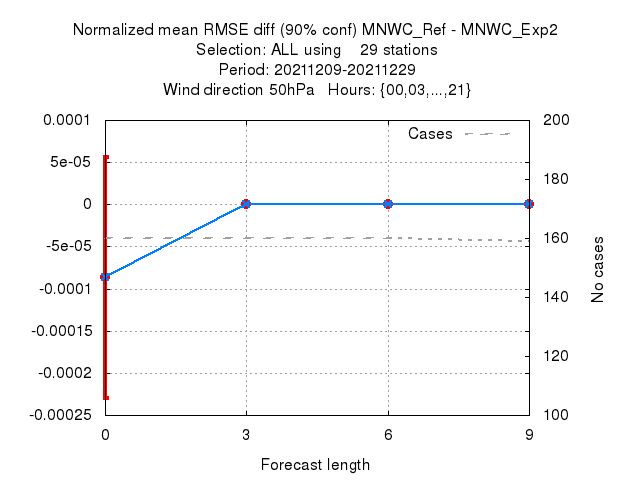 Normalized mean RMSE diff (90% conf) MNWC_Ref - MNWC_Exp2
Selection: ALL using    29 stations
Period: 20211209-20211229
Wind direction 50hPa   Hours: {00,03,...,21}
Cases
0.0001
5e-05
0
-5e-05
-0.0001
-0.00015
-0.0002
-0.00025
200
180
160
140
120
100
No cases
0
3
6
9
Forecast length